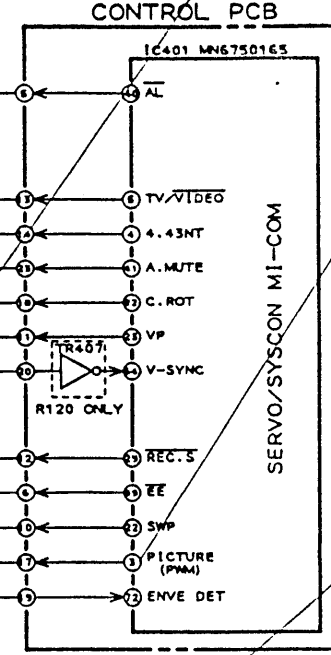 CONTROL PCB
IC401 MN6750165
AL
TV/VIDEO
4.43NT
A.MUTE
C.ROT
VP
TR407
V-SYNC
R120 ONLY
SERVO/SYSCON MI-COM
REC.S
EE
SWP
PICTURE
(PWM)
ENVE DET